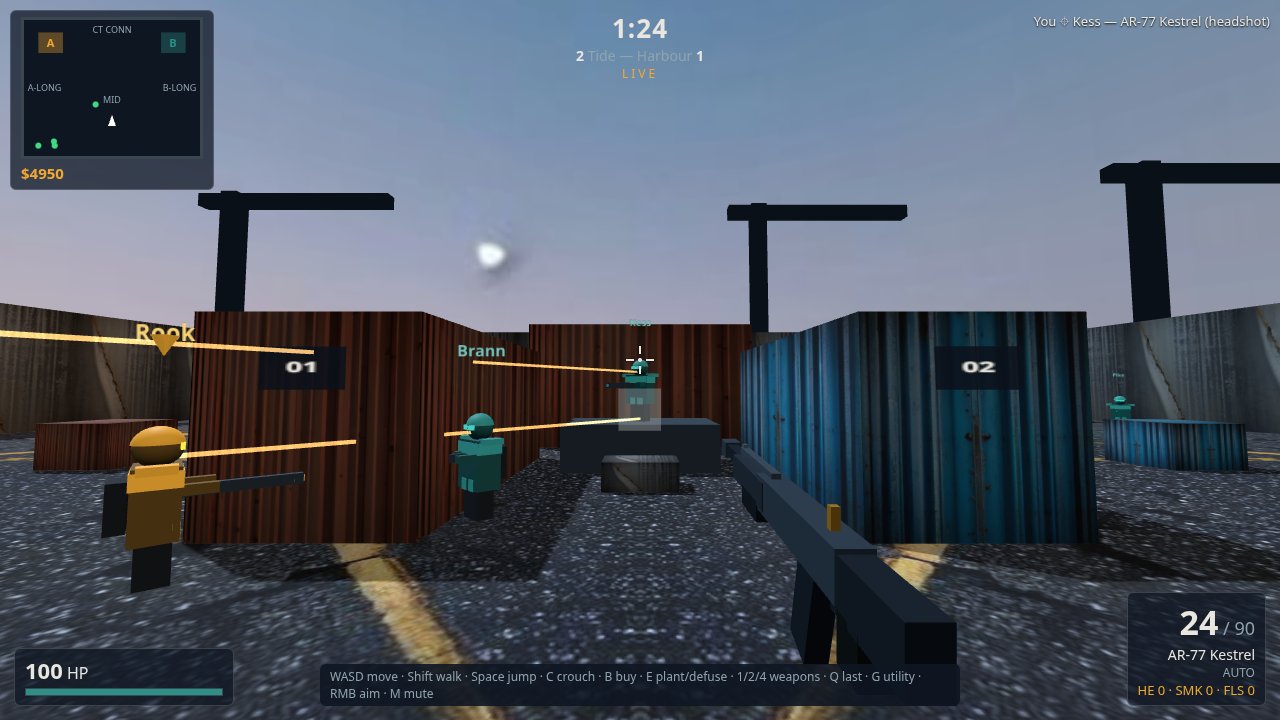 CT CONN
A
B
A-LONG
B-LONG
MID
$4950
1:24
2 Tide — Harbour 1
LIVE
You ⌖ Kess — AR-77 Kestrel (headshot)
Rook
Brann
Kess
Pike
01
02
100 HP
WASD move · Shift walk · Space jump · C crouch · B buy · E plant/defuse · 1/2/4 weapons · Q last · G utility ·
RMB aim · M mute
24 / 90
AR-77 Kestrel
AUTO
HE 0 · SMK 0 · FLS 0